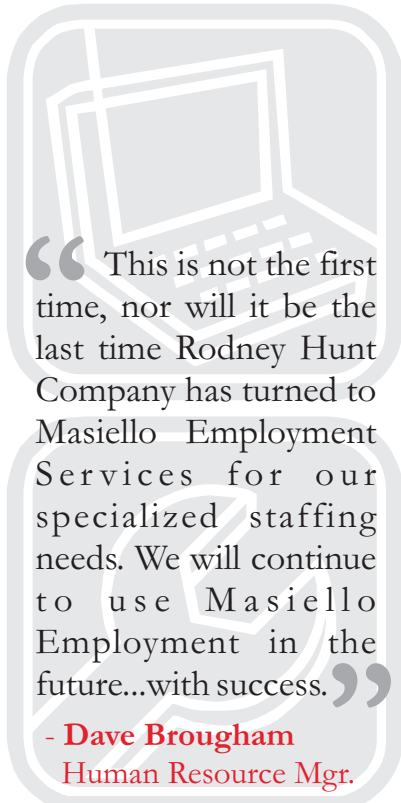 “ This is not the first
time, nor will it be the
last time Rodney Hunt
Company has turned to
Masiello Employment
Services for our
specialized staffing
needs. We will continue
to use Masiello
Employment in the
future...with success. ”
- Dave Brougham
Human Resource Mgr.